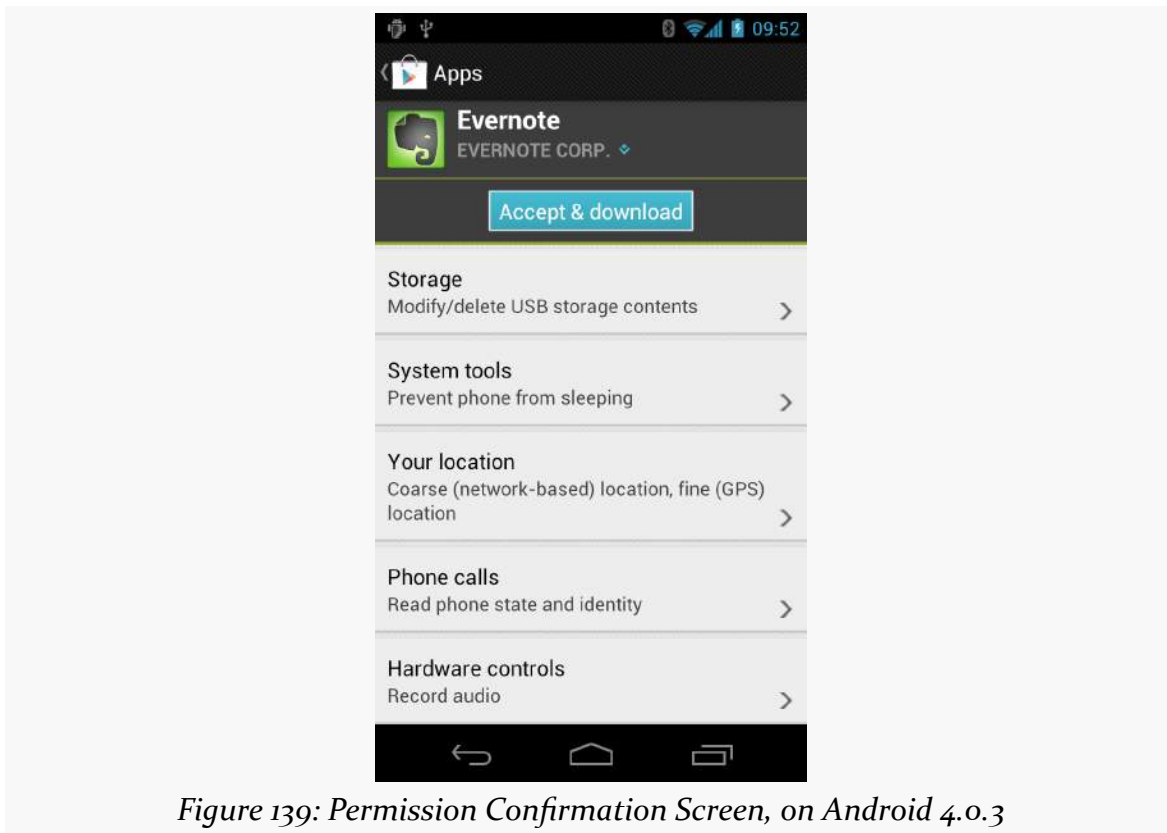 09:52
Apps
Evernote
EVERNOTE CORP.
Accept & download
Storage
Modify/delete USB storage contents
System tools
Prevent phone from sleeping
Your location
Coarse (network-based) location, fine (GPS)
location
Phone calls
Read phone state and identity
Hardware controls
Record audio
Figure 139: Permission Confirmation Screen, on Android 4.0.3